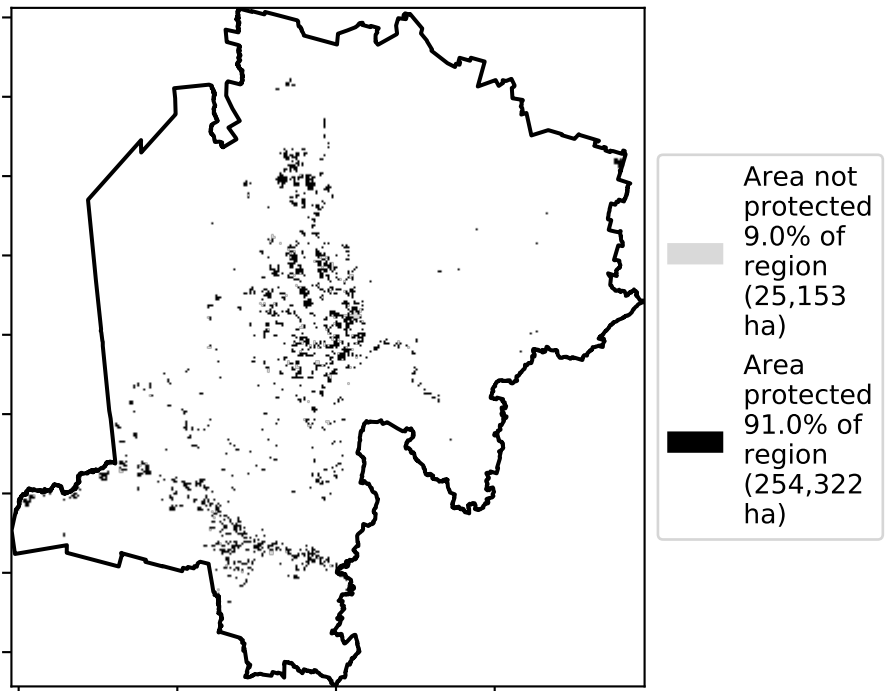 Area not
protected
9.0% of
region
(25,153
ha)
Area
protected
91.0% of
region
(254,322
ha)